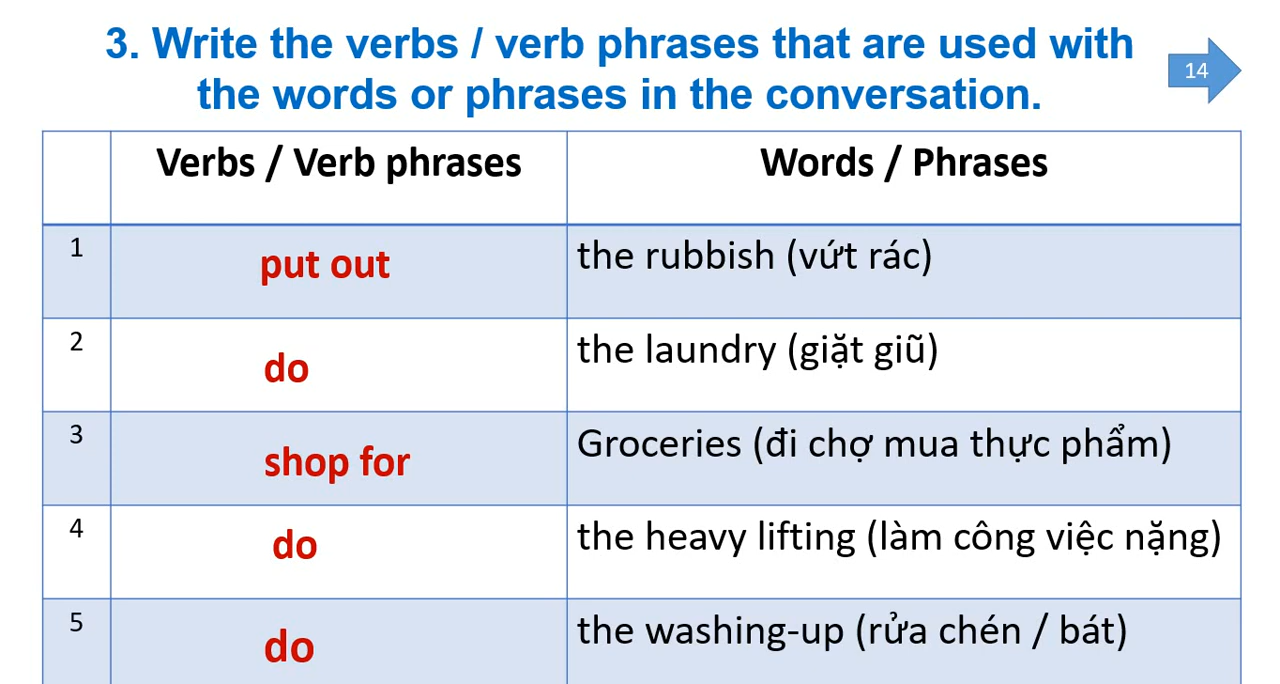 3. Write the verbs / verb phrases that are used with
the words or phrases in the conversation.
14
Verbs / Verb phrases
Words / Phrases
1
put out
the rubbish (vứt rác)
2
do
the laundry (giặt giũ)
3
shop for
Groceries (đi chợ mua thực phẩm)
4
do
the heavy lifting (làm công việc nặng)
5
do
the washing-up (rửa chén / bát)